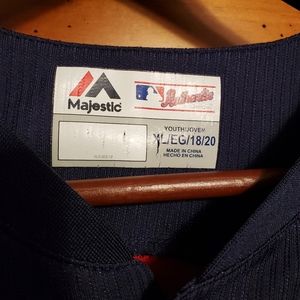 Majestic
Authentic
YOUTH/JOVEN
XL/EG/18/20
MADE IN CHINA
HECHO EN CHINA